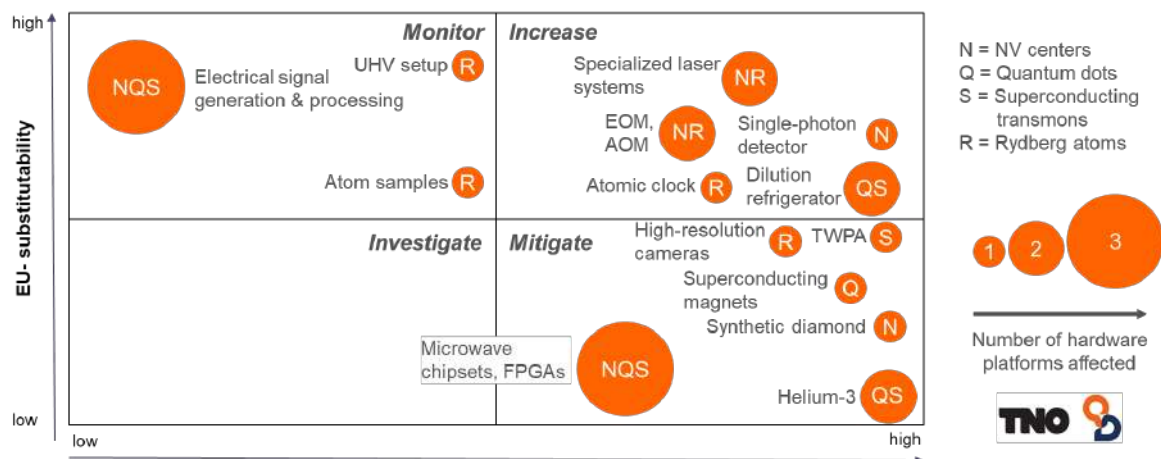 high
EU- substitutability
low
low
high
Monitor
NQS
Electrical signal
generation & processing
UHV setup
R
Atom samples
R
Increase
Specialized laser
systems
NR
EOM,
AOM
NR
Single-photon
detector
N
Atomic clock
R
Dilution
refrigerator
QS
Investigate
Mitigate
High-resolution
cameras
R
TWPA
S
Superconducting
magnets
Q
Synthetic diamond
N
Microwave
chipsets, FPGAs
NQS
Helium-3
QS
N = NV centers
Q = Quantum dots
S = Superconducting
transmons
R = Rydberg atoms
1
2
3
Number of hardware
platforms affected
TNO